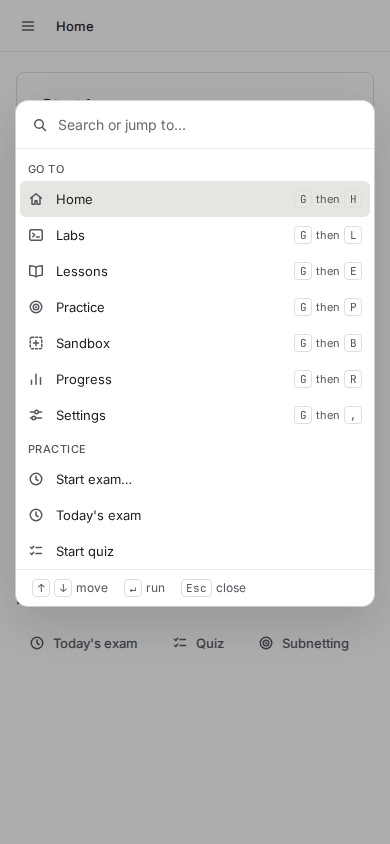 Home
Search or jump to...
GO TO
Home G then H
Labs G then L
Lessons G then E
Practice G then P
Sandbox G then B
Progress G then R
Settings G then ,
PRACTICE
Start exam...
Today's exam
Start quiz
↑ ↓ move ↵ run Esc close
Today's exam Quiz Subnetting